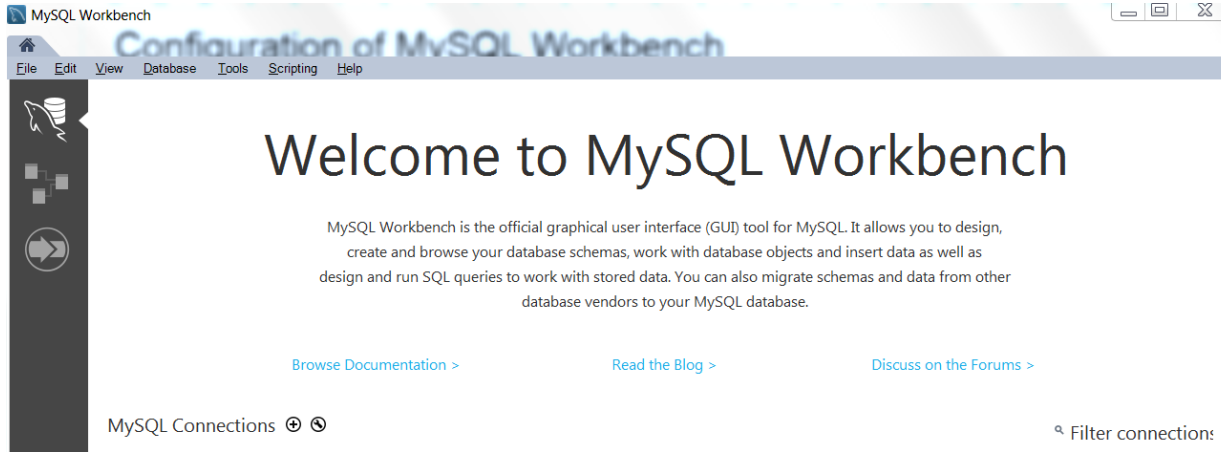 MySQL Workbench
Configuration of MySQL Workbench
File Edit View Database Tools Scripting Help
Welcome to MySQL Workbench
MySQL Workbench is the official graphical user interface (GUI) tool for MySQL. It allows you to design,
create and browse your database schemas, work with database objects and insert data as well as
design and run SQL queries to work with stored data. You can also migrate schemas and data from other
database vendors to your MySQL database.
Browse Documentation > Read the Blog > Discuss on the Forums >
MySQL Connections Filter connections